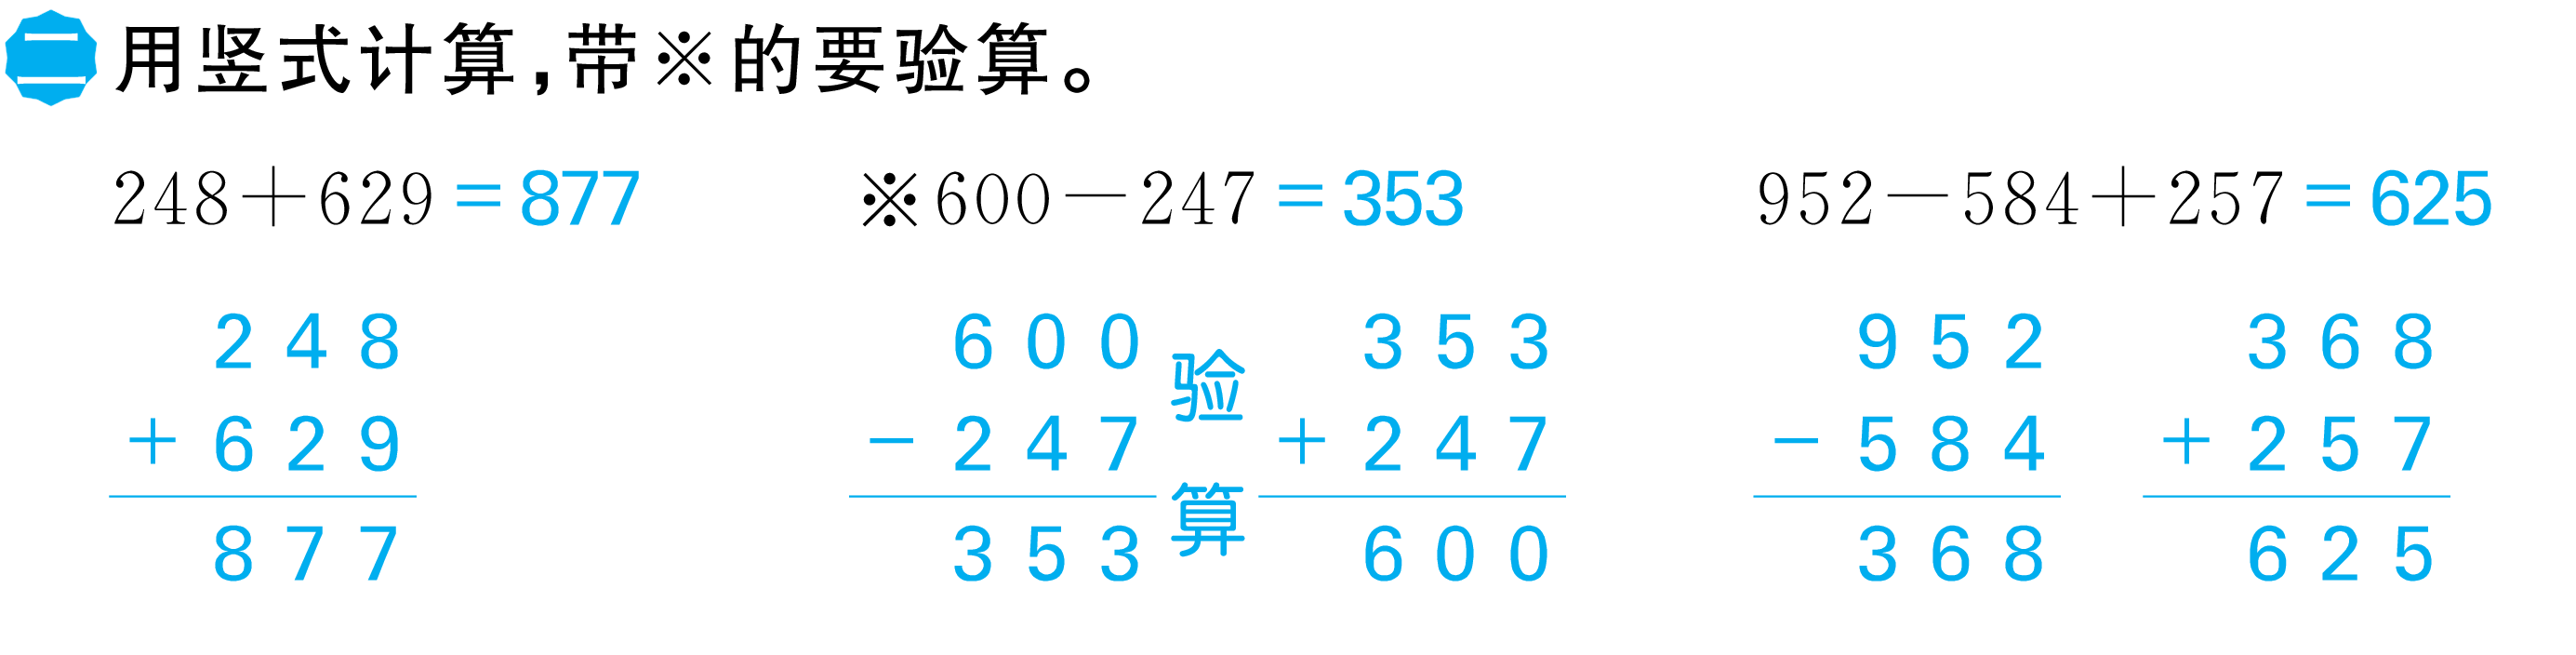 二 用竖式计算,带※的要验算。
248+629=877 ※600-247=353 952-584+257=625
2 4 8 6 0 0 验 3 5 3 9 5 2 3 6 8
+ 6 2 9 - 2 4 7 + 2 4 7 - 5 8 4 + 2 5 7
8 7 7 3 5 3 算 6 0 0 3 6 8 6 2 5